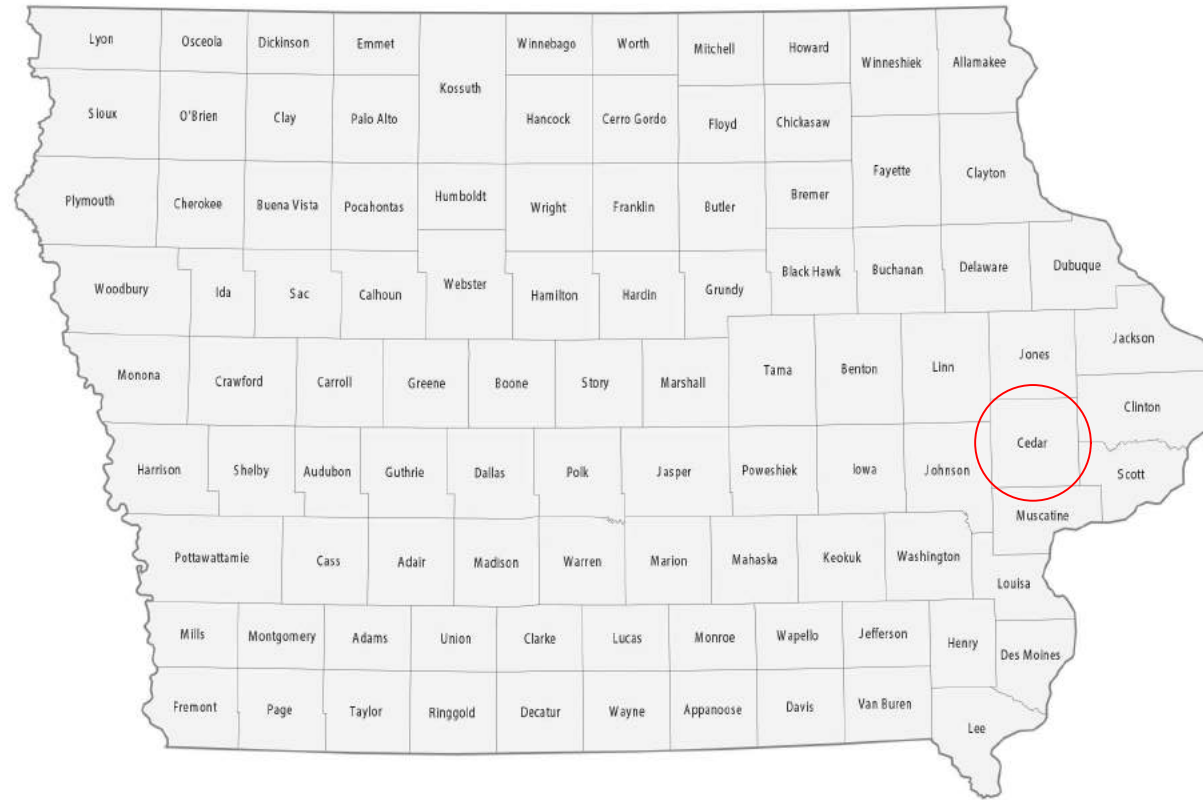 Lyon
Osceola
Dickinson
Emmet
Kossuth
Winnebago
Worth
Mitchell
Howard
Winneshiek
Allamakee
Sioux
O'Brien
Clay
Palo Alto
Hancock
Cerro Gordo
Floyd
Chickasaw
Fayette
Clayton
Plymouth
Cherokee
Buena Vista
Pocahontas
Humboldt
Wright
Franklin
Butler
Bremer
Woodbury
Ida
Sac
Calhoun
Webster
Hamilton
Hardin
Grundy
Black Hawk
Buchanan
Delaware
Dubuque
Monona
Crawford
Carroll
Greene
Boone
Story
Marshall
Tama
Benton
Linn
Jones
Jackson
Clinton
Harrison
Shelby
Audubon
Guthrie
Dallas
Polk
Jasper
Poweshiek
Iowa
Johnson
Cedar
Scott
Muscatine
Pottawattamie
Cass
Adair
Madison
Warren
Marion
Mahaska
Keokuk
Washington
Louisa
Mills
Montgomery
Adams
Union
Clarke
Lucas
Monroe
Wapello
Jefferson
Henry
Des Moines
Fremont
Page
Taylor
Ringgold
Decatur
Wayne
Appanoose
Davis
Van Buren
Lee